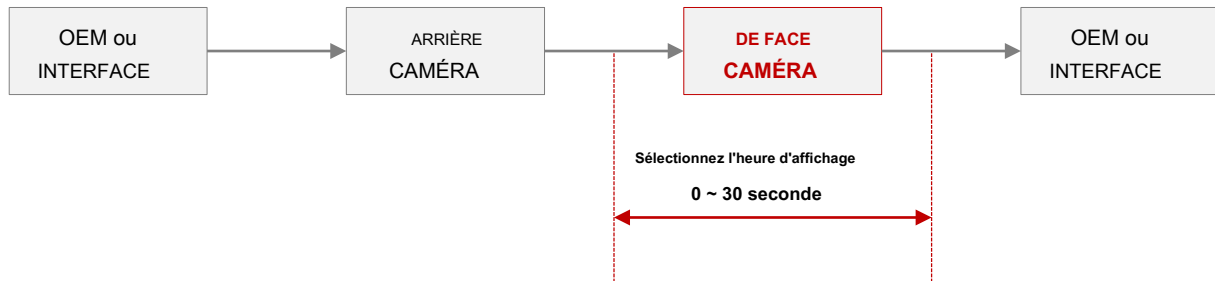 OEM ou
INTERFACE
ARRIÈRE
CAMÉRA
DE FACE
CAMÉRA
OEM ou
INTERFACE
Sélectionnez l'heure d'affichage
0 ~ 30 seconde